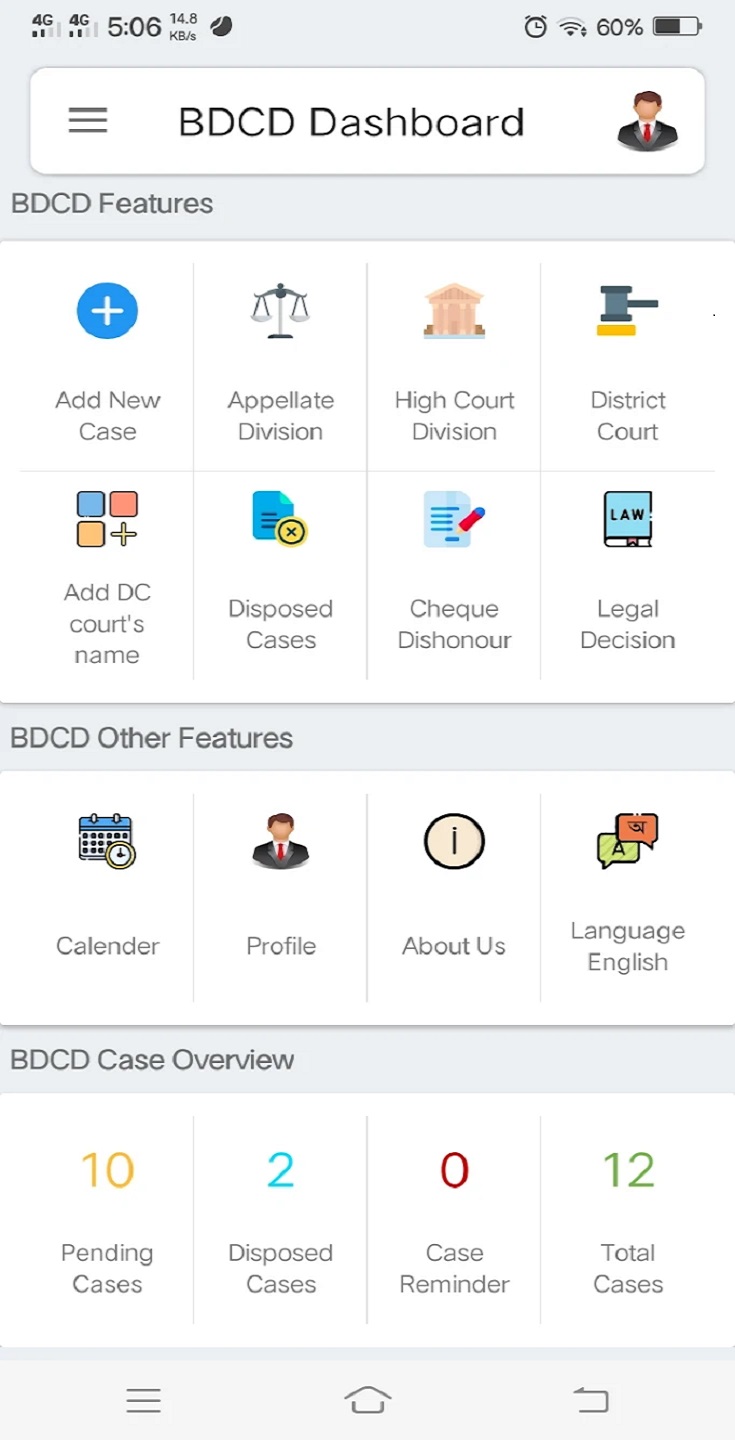 4G 4G 5:06 14.8 KB/s 60%
BDCD Dashboard
BDCD Features
Add New Case
Appellate Division
High Court Division
District Court
LAW
Add DC court's name
Disposed Cases
Cheque Dishonour
Legal Decision
BDCD Other Features
i
অ
A
Calender
Profile
About Us
Language English
BDCD Case Overview
10
2
0
12
Pending Cases
Disposed Cases
Case Reminder
Total Cases